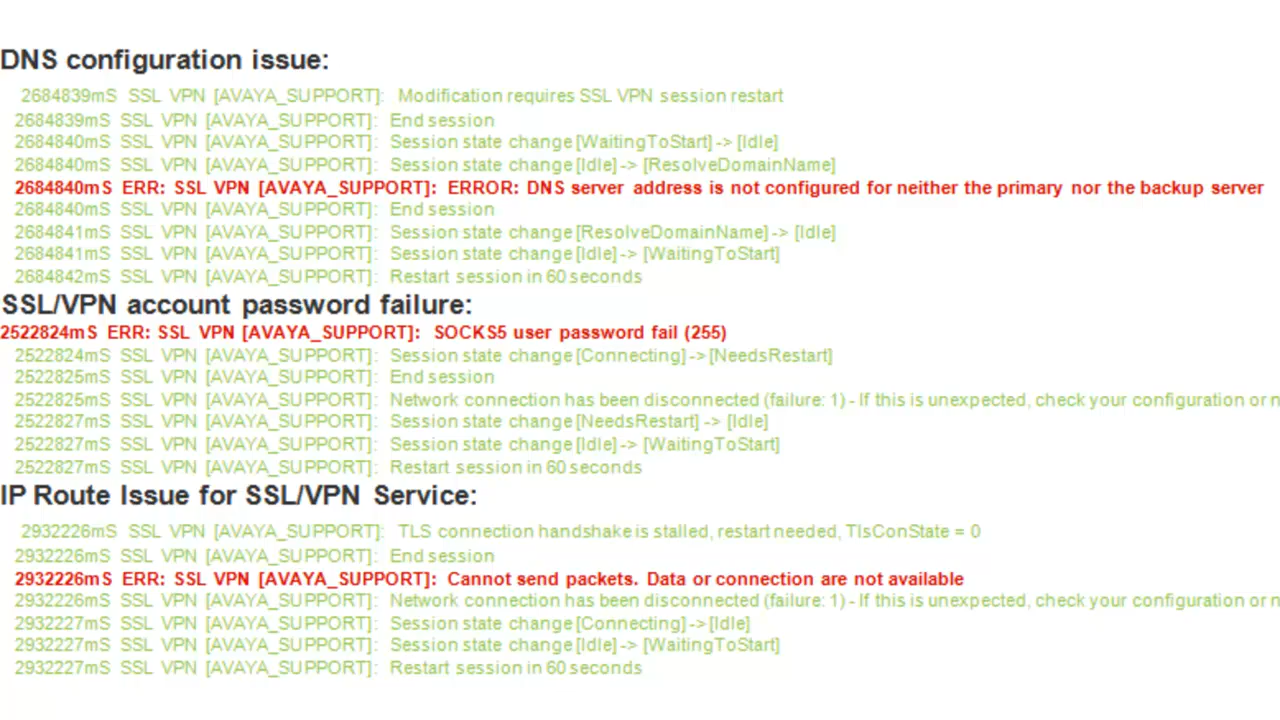 DNS configuration issue:
2684839mS SSL VPN [AVAYA_SUPPORT]: Modification requires SSL VPN session restart
2684839mS SSL VPN [AVAYA_SUPPORT]: End session
2684840mS SSL VPN [AVAYA_SUPPORT]: Session state change [WaitingToStart] -> [Idle]
2684840mS SSL VPN [AVAYA_SUPPORT]: Session state change [Idle] -> [ResolveDomainName]
2684840mS ERR: SSL VPN [AVAYA_SUPPORT]: ERROR: DNS server address is not configured for neither the primary nor the backup server
2684840mS SSL VPN [AVAYA_SUPPORT]: End session
2684841mS SSL VPN [AVAYA_SUPPORT]: Session state change [ResolveDomainName] -> [Idle]
2684841mS SSL VPN [AVAYA_SUPPORT]: Session state change [Idle] -> [WaitingToStart]
2684842mS SSL VPN [AVAYA_SUPPORT]: Restart session in 60 seconds
SSL/VPN account password failure:
2522824mS ERR: SSL VPN [AVAYA_SUPPORT]: SOCKS5 user password fail (255)
2522824mS SSL VPN [AVAYA_SUPPORT]: Session state change [Connecting] -> [NeedsRestart]
2522825mS SSL VPN [AVAYA_SUPPORT]: End session
2522825mS SSL VPN [AVAYA_SUPPORT]: Network connection has been disconnected (failure: 1) - If this is unexpected, check your configuration or n
2522827mS SSL VPN [AVAYA_SUPPORT]: Session state change [NeedsRestart] -> [Idle]
2522827mS SSL VPN [AVAYA_SUPPORT]: Session state change [Idle] -> [WaitingToStart]
2522827mS SSL VPN [AVAYA_SUPPORT]: Restart session in 60 seconds
IP Route Issue for SSL/VPN Service:
2932226mS SSL VPN [AVAYA_SUPPORT]: TLS connection handshake is stalled, restart needed, TlsConState = 0
2932226mS SSL VPN [AVAYA_SUPPORT]: End session
2932226mS ERR: SSL VPN [AVAYA_SUPPORT]: Cannot send packets. Data or connection are not available
2932226mS SSL VPN [AVAYA_SUPPORT]: Network connection has been disconnected (failure: 1) - If this is unexpected, check your configuration or n
2932227mS SSL VPN [AVAYA_SUPPORT]: Session state change [Connecting] -> [Idle]
2932227mS SSL VPN [AVAYA_SUPPORT]: Session state change [Idle] -> [WaitingToStart]
2932227mS SSL VPN [AVAYA_SUPPORT]: Restart session in 60 seconds